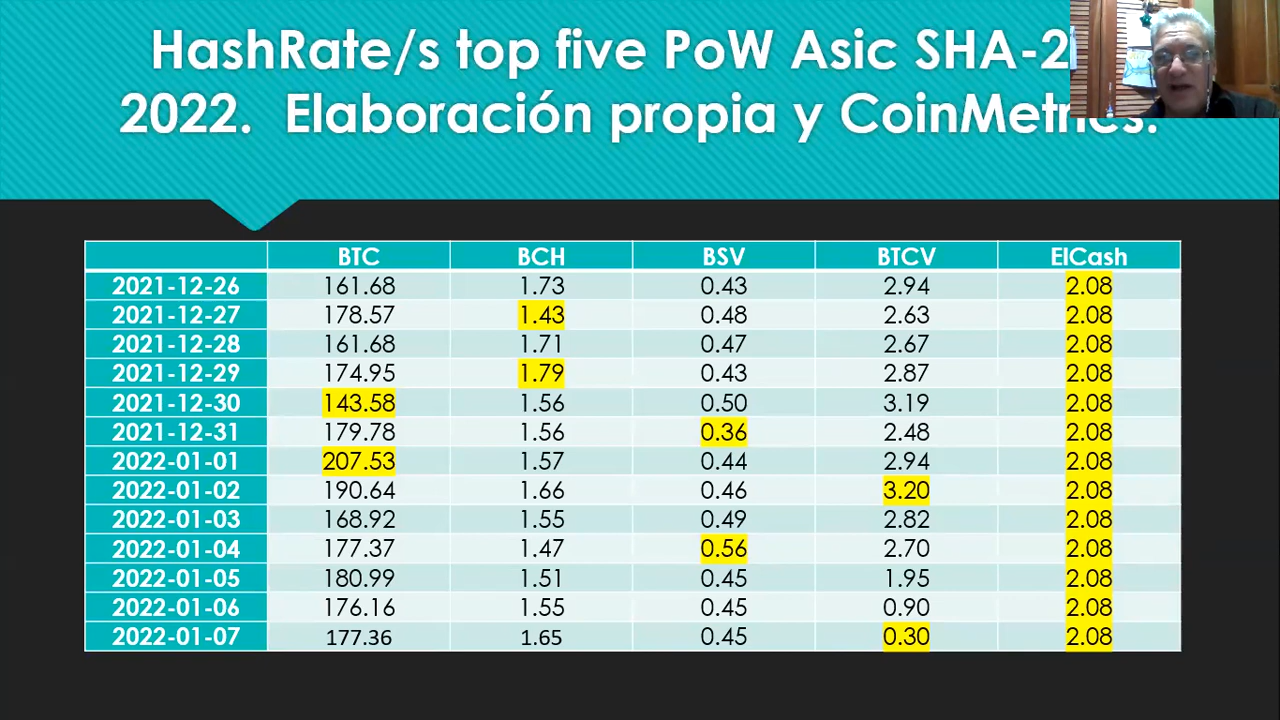 HashRate/s top five PoW Asic SHA-2
2022. Elaboración propia y CoinMetrics.
BTC BCH BSV BTCV ElCash
2021-12-26 161.68 1.73 0.43 2.94 2.08
2021-12-27 178.57 1.43 0.48 2.63 2.08
2021-12-28 161.68 1.71 0.47 2.67 2.08
2021-12-29 174.95 1.79 0.43 2.87 2.08
2021-12-30 143.58 1.56 0.50 3.19 2.08
2021-12-31 179.78 1.56 0.36 2.48 2.08
2022-01-01 207.53 1.57 0.44 2.94 2.08
2022-01-02 190.64 1.66 0.46 3.20 2.08
2022-01-03 168.92 1.55 0.49 2.82 2.08
2022-01-04 177.37 1.47 0.56 2.70 2.08
2022-01-05 180.99 1.51 0.45 1.95 2.08
2022-01-06 176.16 1.55 0.45 0.90 2.08
2022-01-07 177.36 1.65 0.45 0.30 2.08